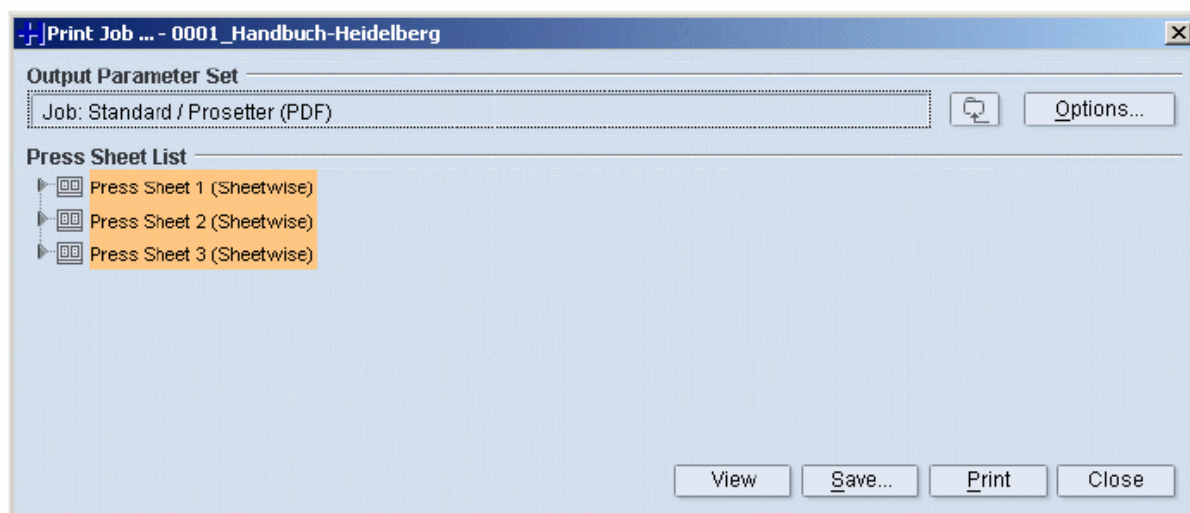 Print Job ... - 0001_Handbuch-Heidelberg
Output Parameter Set
Job: Standard / Prosetter (PDF)
Options...
Press Sheet List
Press Sheet 1 (Sheetwise)
Press Sheet 2 (Sheetwise)
Press Sheet 3 (Sheetwise)
View Save... Print Close